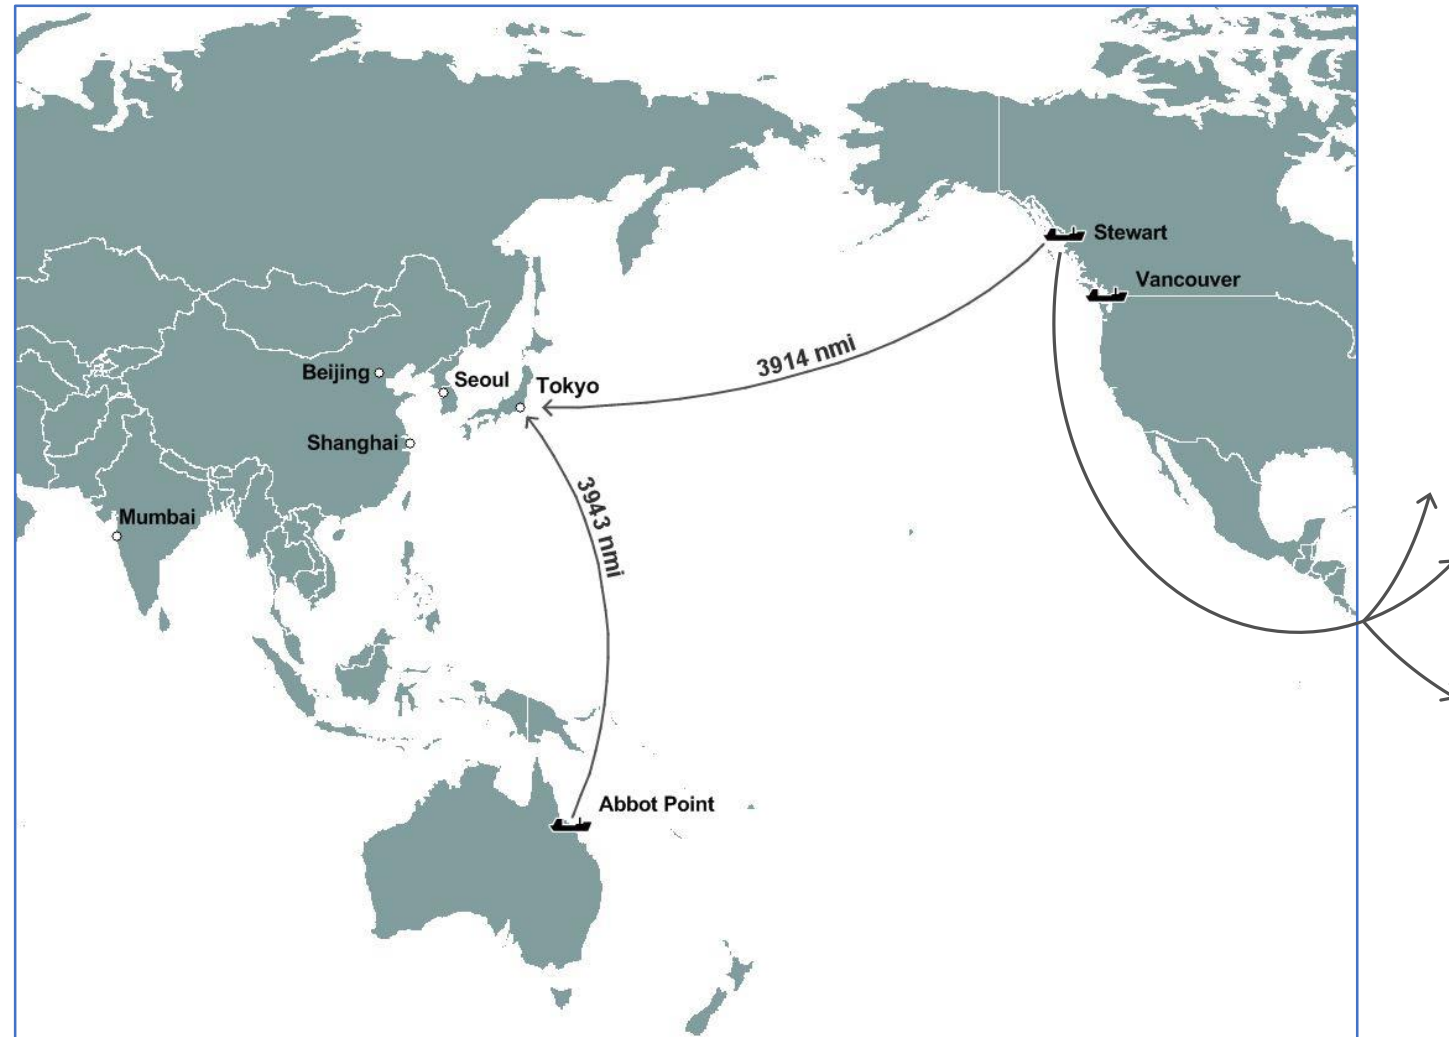 Stewart
Vancouver
3914 nmi
Beijing
Seoul
Tokyo
Shanghai
3943 nmi
Mumbai
Abbot Point